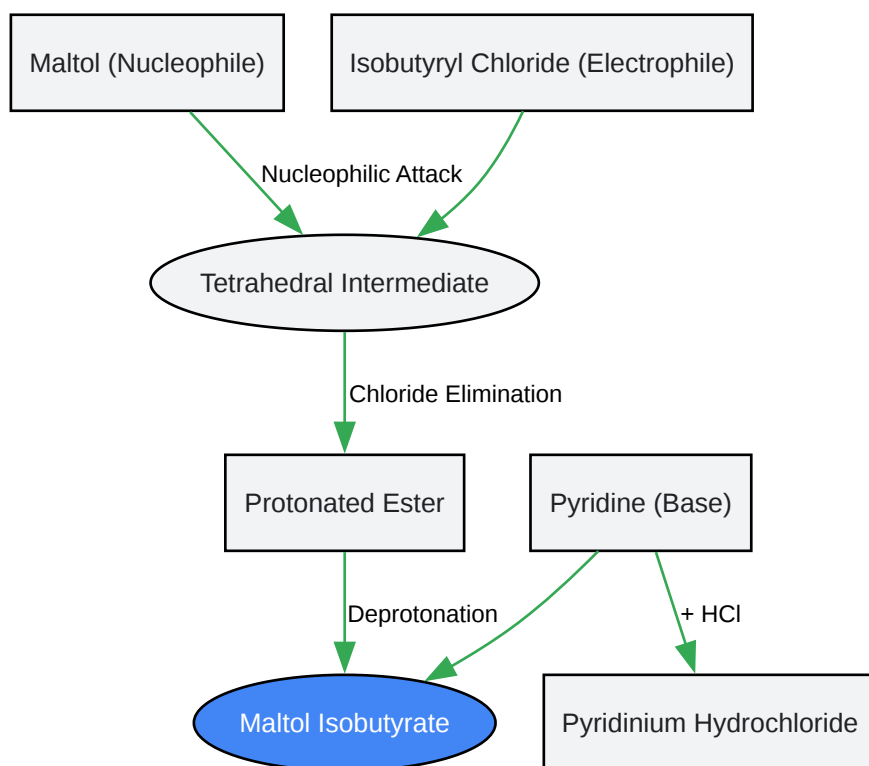 Maltol (Nucleophile)
Isobutyryl Chloride (Electrophile)
Nucleophilic Attack
Tetrahedral Intermediate
Chloride Elimination
Protonated Ester
Pyridine (Base)
Deprotonation
+ HCl
Maltol Isobutyrate
Pyridinium Hydrochloride